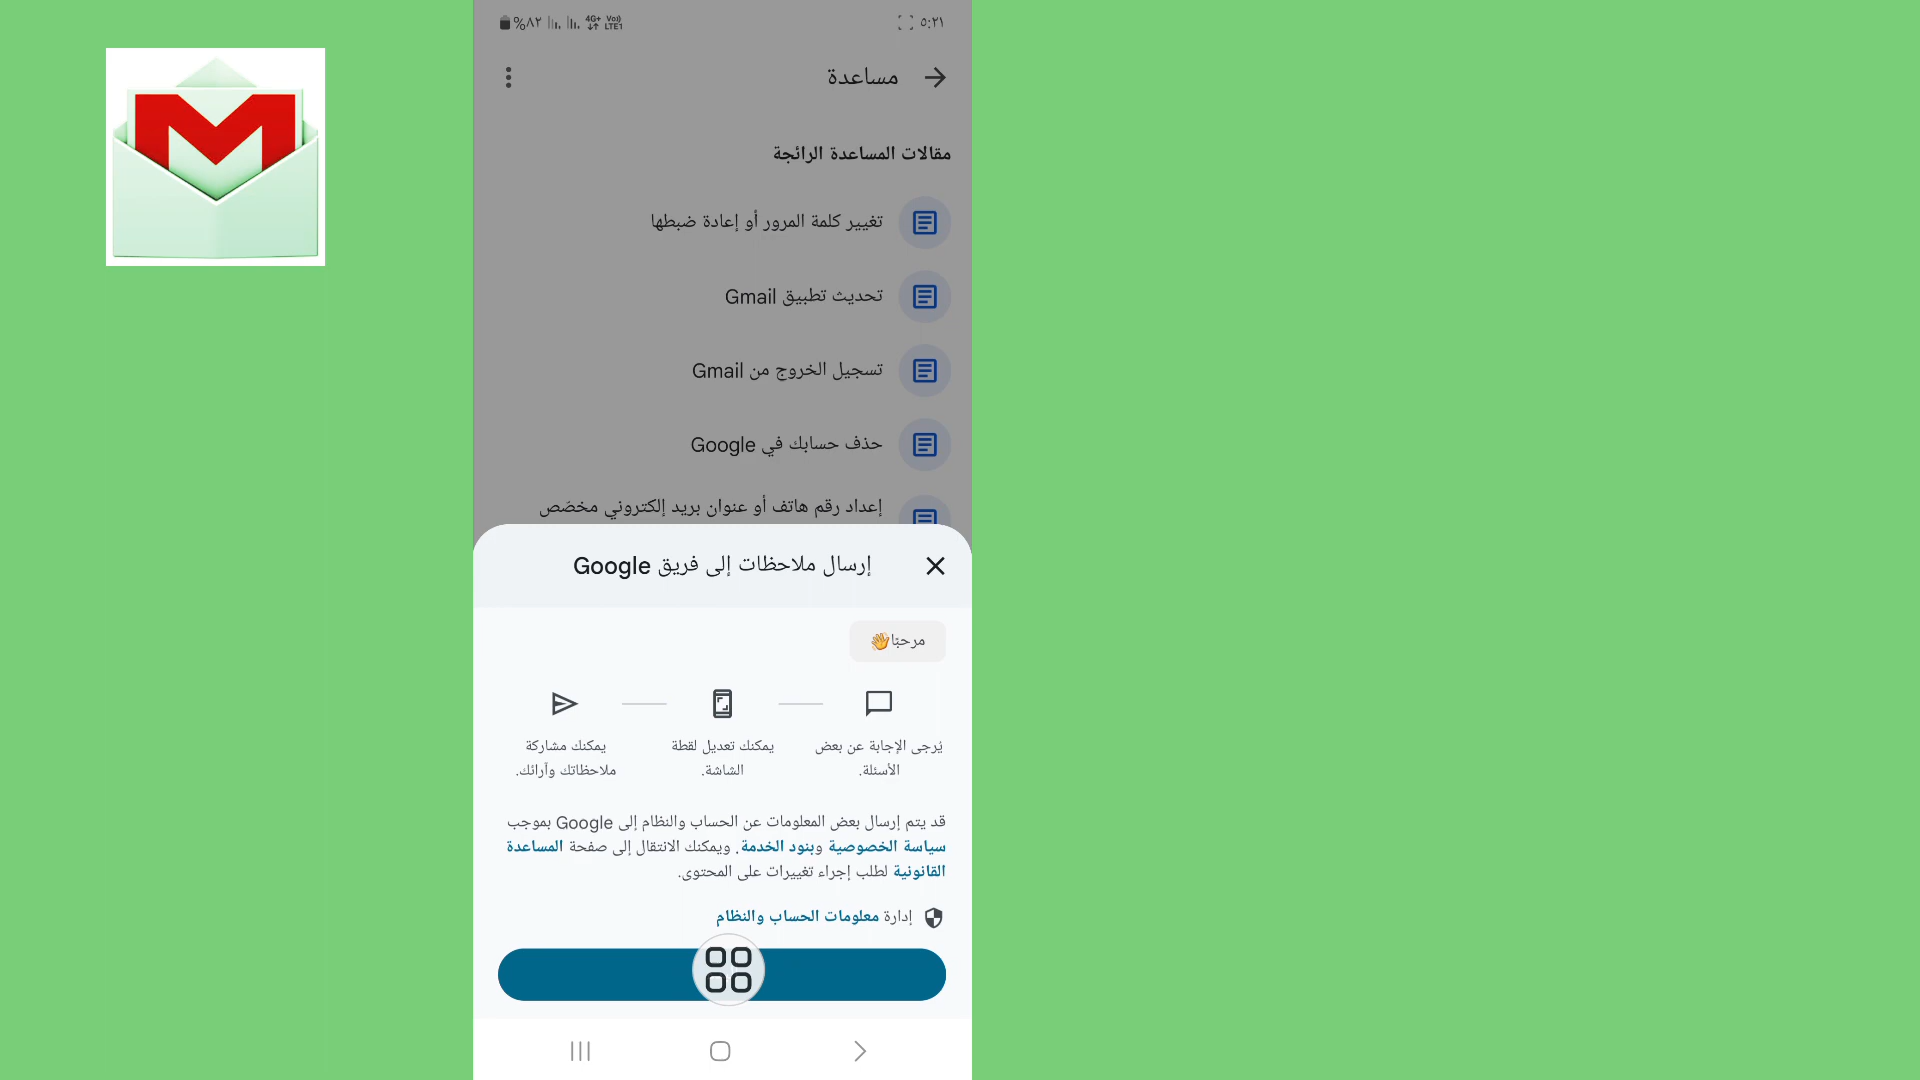 ٥:٢١ Vo)) LTE1 4G+ %٨٢
مساعدة
مقالات المساعدة الرائجة
تغيير كلمة المرور أو إعادة ضبطها
تحديث تطبيق Gmail
تسجيل الخروج من Gmail
حذف حسابك في Google
إعداد رقم هاتف أو عنوان بريد إلكتروني مخصّص
إرسال ملاحظات إلى فريق Google
مرحبًا👋
يُرجى الإجابة عن بعض الأسئلة.
يمكنك تعديل لقطة الشاشة.
يمكنك مشاركة ملاحظاتك وآرائك.
قد يتم إرسال بعض المعلومات عن الحساب والنظام إلى Google بموجب
سياسة الخصوصية وبنود الخدمة. ويمكنك الانتقال إلى صفحة المساعدة
القانونية لطلب إجراء تغييرات على المحتوى.
إدارة معلومات الحساب والنظام